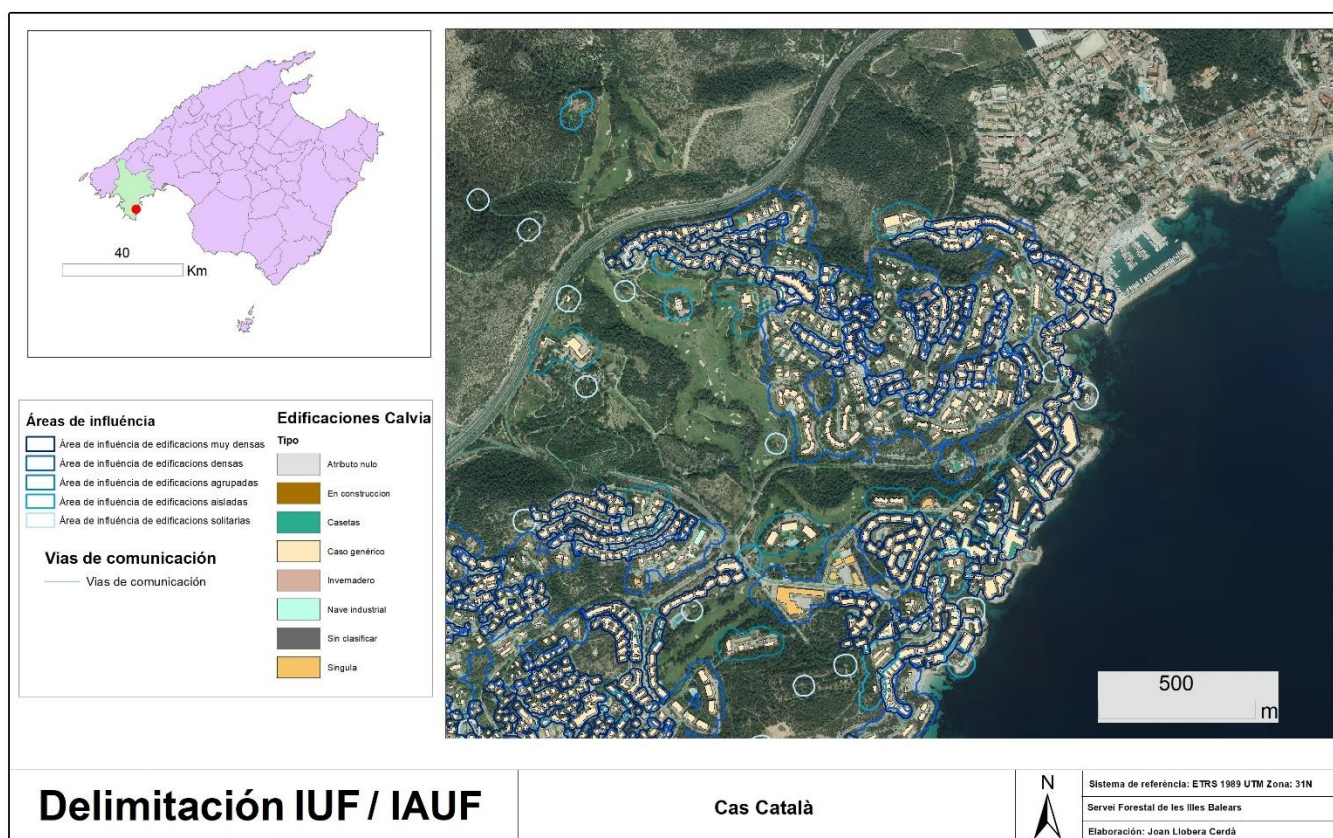 40
Km
Áreas de influéncia
Área de influéncia de edificacions muy densas
Área de influéncia de edificacions densas
Área de influéncia de edificacions agrupadas
Área de influéncia de edificacions aisladas
Área de influéncia de edificacions solitarias
Vias de comunicación
Vias de comunicación
Edificaciones Calvia
Tipo
Atributo nulo
En construccion
Casetas
Caso genérico
Invernadero
Nave industrial
Sin clasificar
Singula
500
m
Delimitación IUF / IAUF
Cas Català
N
Sistema de referència: ETRS 1989 UTM Zona: 31N
Servei Forestal de les Illes Balears
Elaboración: Joan Llobera Cerdà